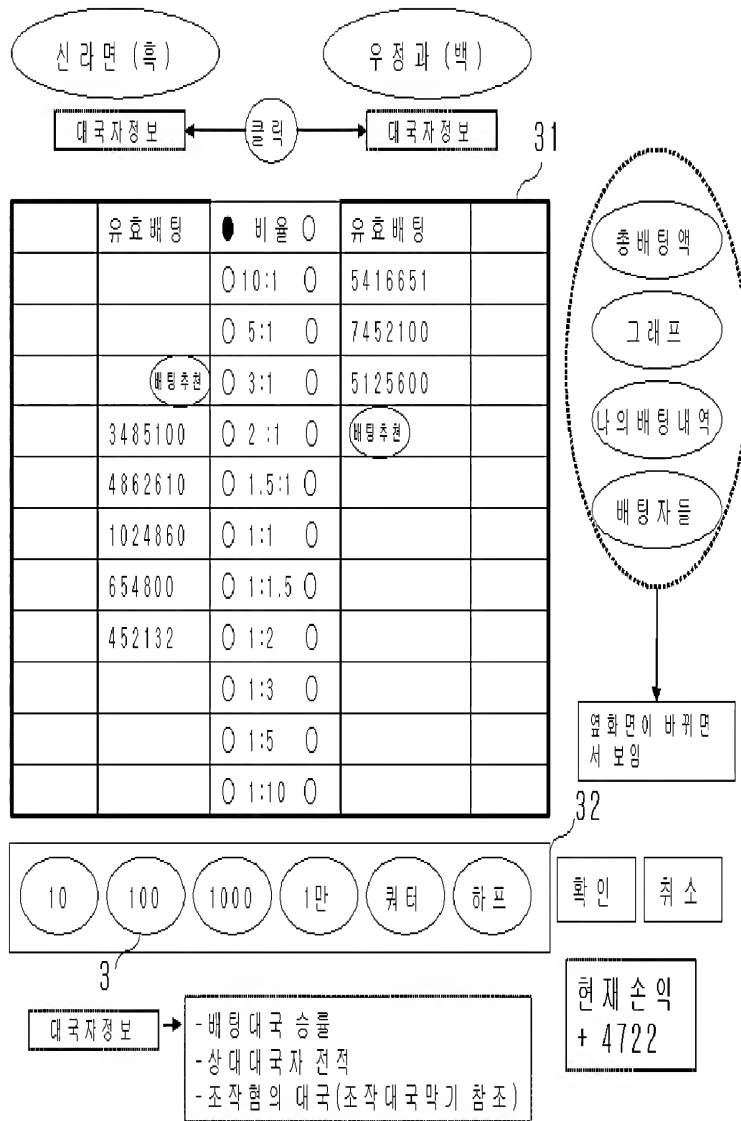 신라면 (흑) 우정과 (백)
대국자정보 클릭 대국자정보
31
유효배팅 ● 비율 ○ 유효배팅
○ 10:1 ○ 5416651
○ 5:1 ○ 7452100
배팅추천 ○ 3:1 ○ 5125600
3485100 ○ 2 :1 ○ 배팅추천
4862610 ○ 1.5:1 ○
1024860 ○ 1:1 ○
654800 ○ 1:1.5 ○
452132 ○ 1:2 ○
○ 1:3 ○
○ 1:5 ○
○ 1:10 ○
총배팅액
그래프
나의배팅내역
배팅자들
옆화면이 바뀌면
서 보임
32
10 100 1000 1만 쿼터 하프 확인 취소
3
대국자정보
-배팅대국 승률
-상대대국자 전적
-조작혐의 대국(조작대국막기 참조)
현재손익
+ 4722